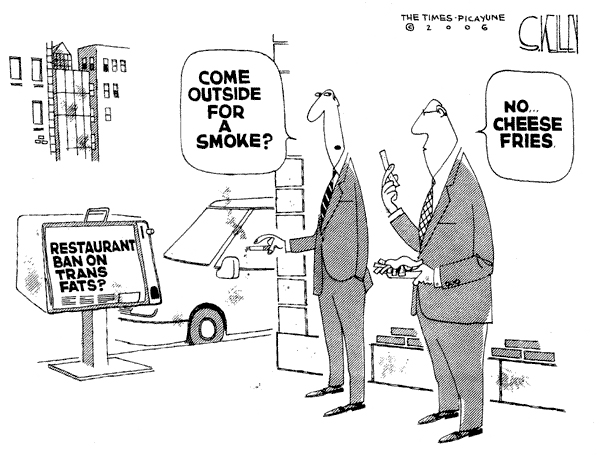 THE TIMES-PICAYUNE
© 2006
S. KELLEY
COME
OUTSIDE
FOR
A
SMOKE?
NO...
CHEESE
FRIES.
RESTAURANT
BAN ON
TRANS
FATS?